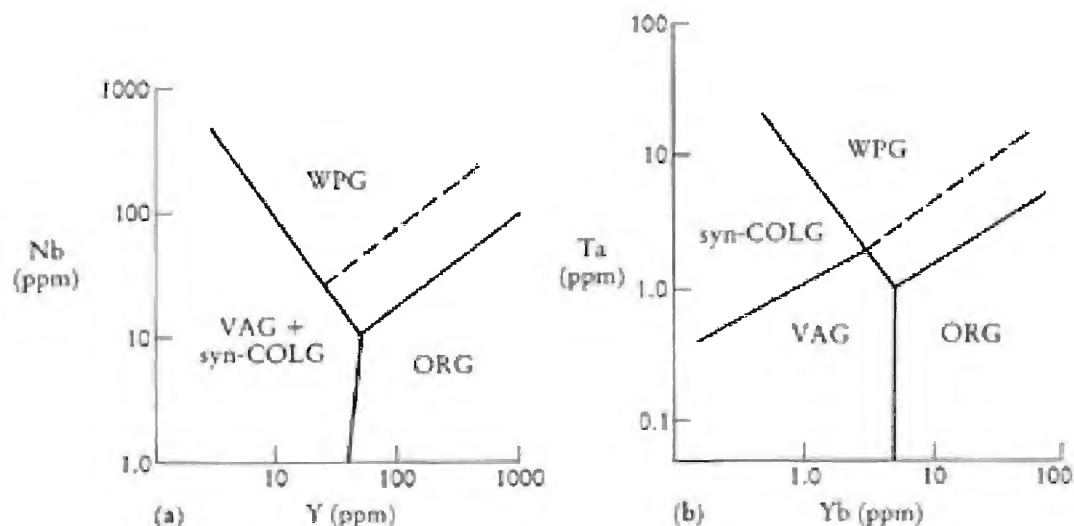 1000
100
10
1.0
Nb
(ppm)
WPG
VAG +
syn-COLG
ORG
10
100
1000
(a)
Y (ppm)
100
10
1.0
0.1
Ta
(ppm)
WPG
syn-COLG
VAG
ORG
1.0
10
100
(b)
Yb (ppm)